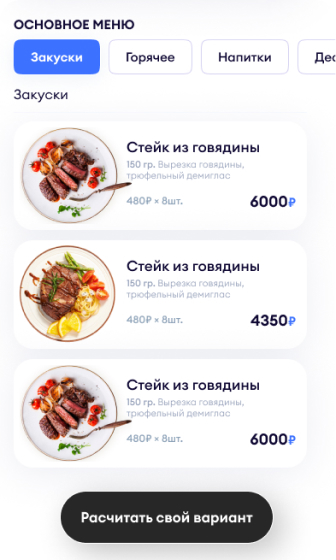 ОСНОВНОЕ МЕНЮ
Закуски Горячее Напитки Дес
Закуски
Стейк из говядины
150 гр. Вырезка говядины,
трюфельный демиглас
480₽ × 8шт. 6000₽
Стейк из говядины
150 гр. Вырезка говядины,
трюфельный демиглас
480₽ × 8шт. 4350₽
Стейк из говядины
150 гр. Вырезка говядины,
трюфельный демиглас
480₽ × 8шт. 6000₽
Расчитать свой вариант